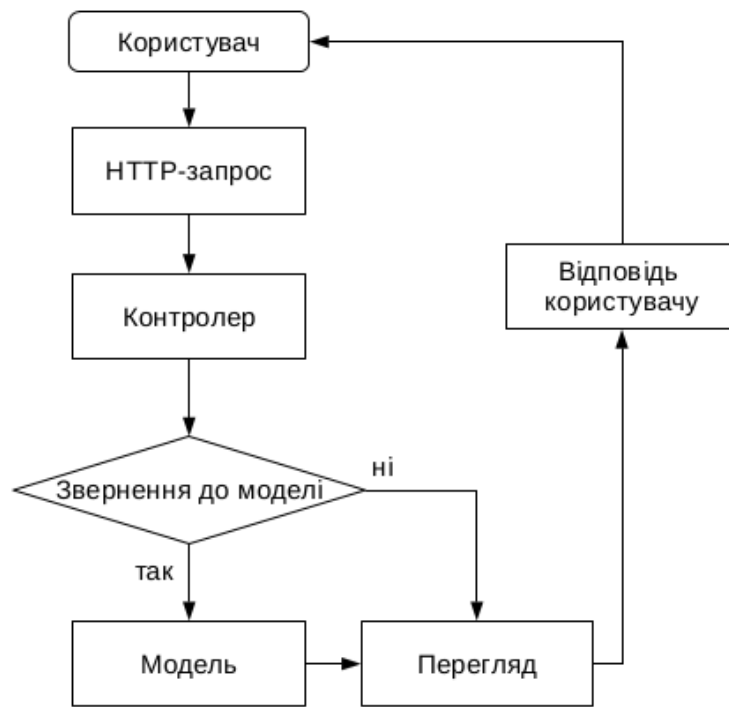 Користувач
HTTP-запрос
Контролер
Звернення до моделі
ні
так
Модель
Перегляд
Відповідь
користувачу